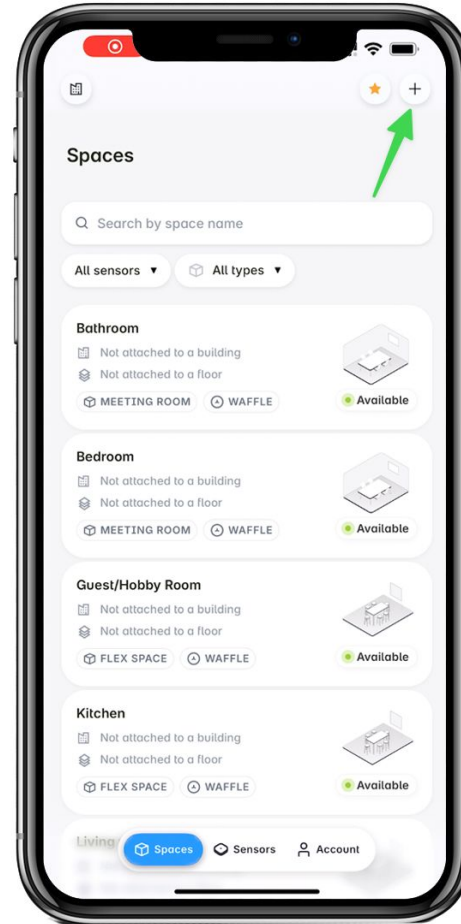 Spaces
Search by space name
All sensors ▼ All types ▼
Bathroom
Not attached to a building
Not attached to a floor
MEETING ROOM WAFFLE
Available
Bedroom
Not attached to a building
Not attached to a floor
MEETING ROOM WAFFLE
Available
Guest/Hobby Room
Not attached to a building
Not attached to a floor
FLEX SPACE WAFFLE
Available
Kitchen
Not attached to a building
Not attached to a floor
FLEX SPACE WAFFLE
Available
Living
Spaces Sensors Account